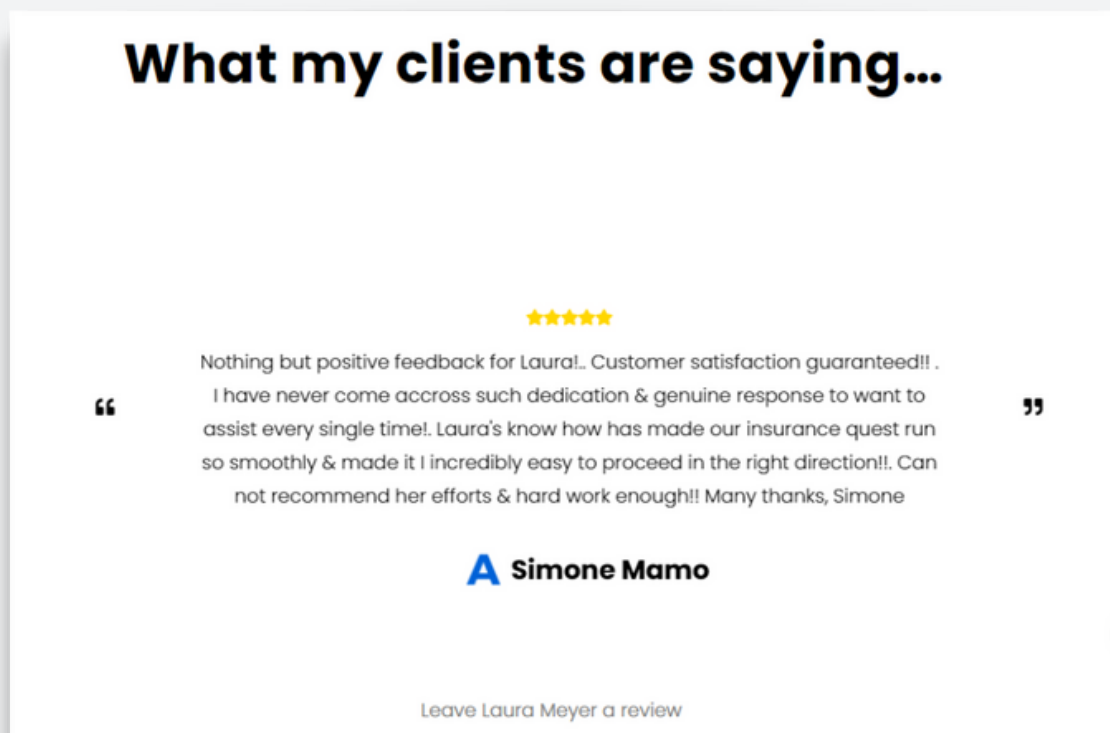 What my clients are saying...
Nothing but positive feedback for Laura!.. Customer satisfaction guaranteed!! .
I have never come accross such dedication & genuine response to want to
“ assist every single time!. Laura's know how has made our insurance quest run ”
so smoothly & made it I incredibly easy to proceed in the right direction!!. Can
not recommend her efforts & hard work enough!! Many thanks, Simone
A Simone Mamo
Leave Laura Meyer a review